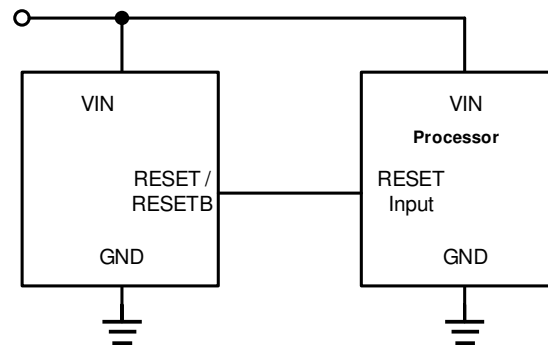 VIN
RESET /
RESETB
GND
VIN
Processor
RESET
Input
GND